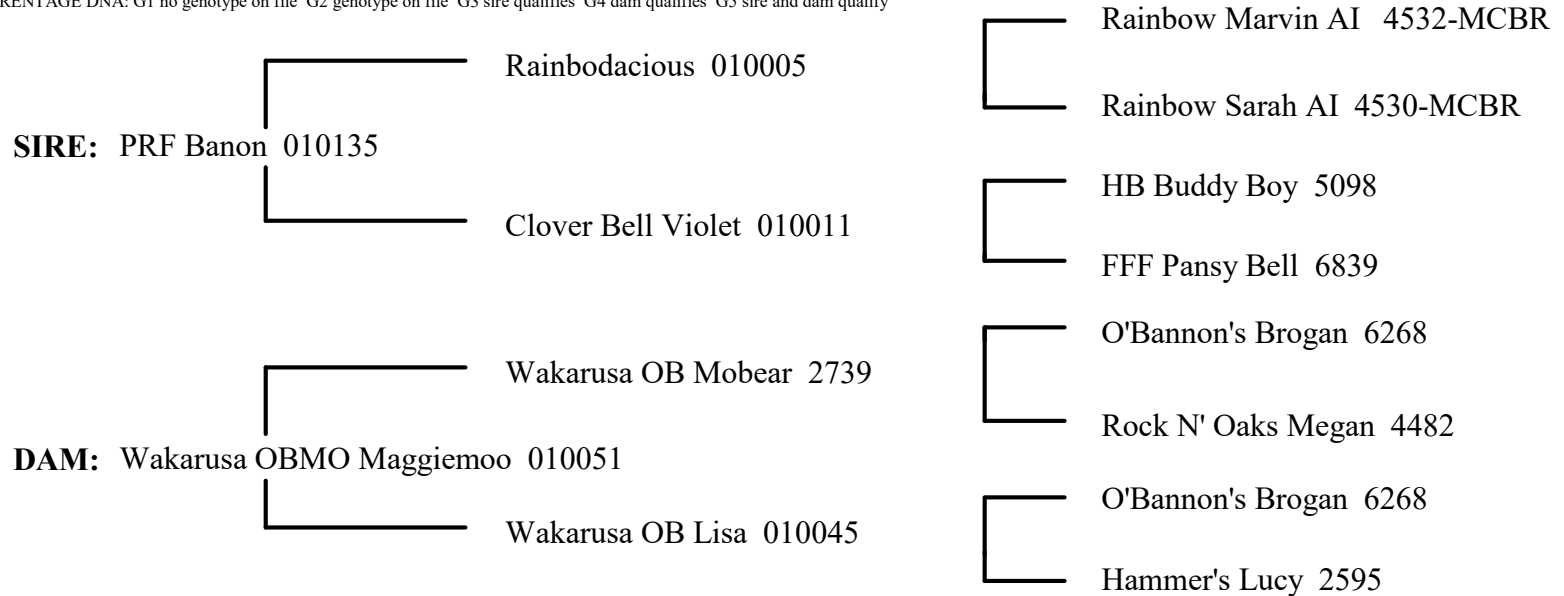 RENTAGE DNA: G1 no genotype on file G2 genotype on file G3 sire qualifies G4 dam qualifies G5 sire and dam qualify
Rainbow Marvin AI 4532-MCBR
Rainbodacious 010005
Rainbow Sarah AI 4530-MCBR
SIRE: PRF Banon 010135
HB Buddy Boy 5098
Clover Bell Violet 010011
FFF Pansy Bell 6839
O'Bannon's Brogan 6268
Wakarusa OB Mobear 2739
Rock N' Oaks Megan 4482
DAM: Wakarusa OBMO Maggiemoo 010051
O'Bannon's Brogan 6268
Wakarusa OB Lisa 010045
Hammer's Lucy 2595